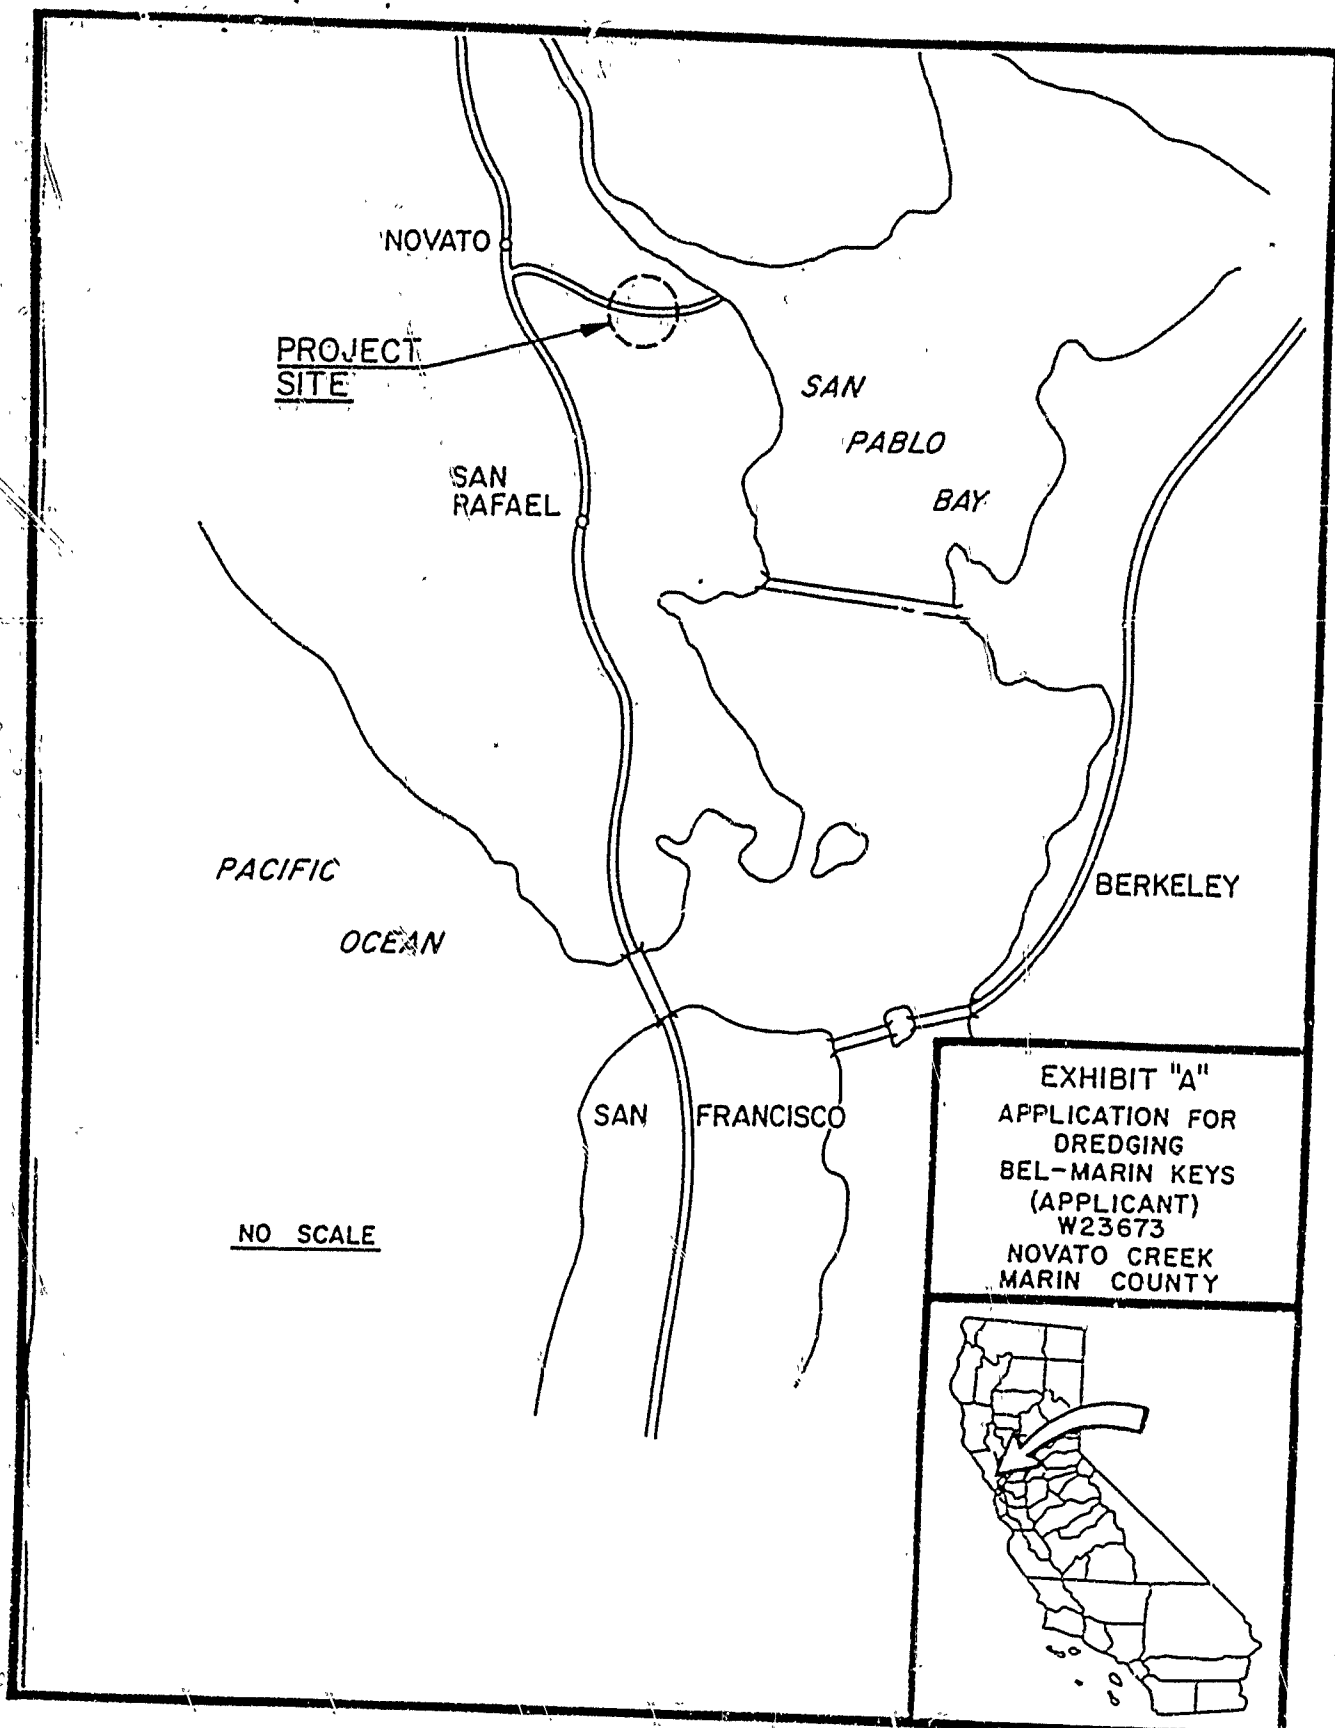 NOVATO
PROJECT
SITE
SAN
PABLO
BAY
SAN
RAFAEL
PACIFIC
OCEAN
BERKELEY
SAN FRANCISCO
NO SCALE
EXHIBIT "A"
APPLICATION FOR
DREDGING
BEL-MARIN KEYS
(APPLICANT)
W23673
NOVATO CREEK
MARIN COUNTY